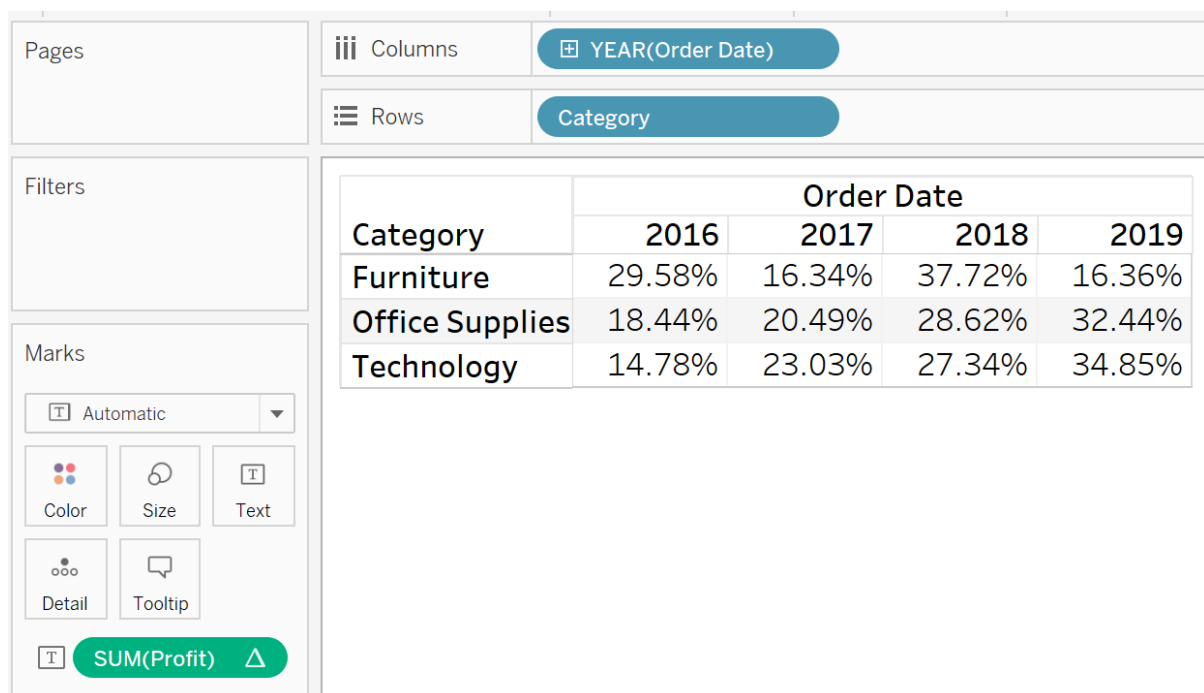 Pages
Columns
YEAR(Order Date)
Rows
Category
Filters
Order Date
Category 2016 2017 2018 2019
Furniture 29.58% 16.34% 37.72% 16.36%
Office Supplies 18.44% 20.49% 28.62% 32.44%
Technology 14.78% 23.03% 27.34% 34.85%
Marks
T Automatic
Color Size T Text
Detail Tooltip
T SUM(Profit) Δ